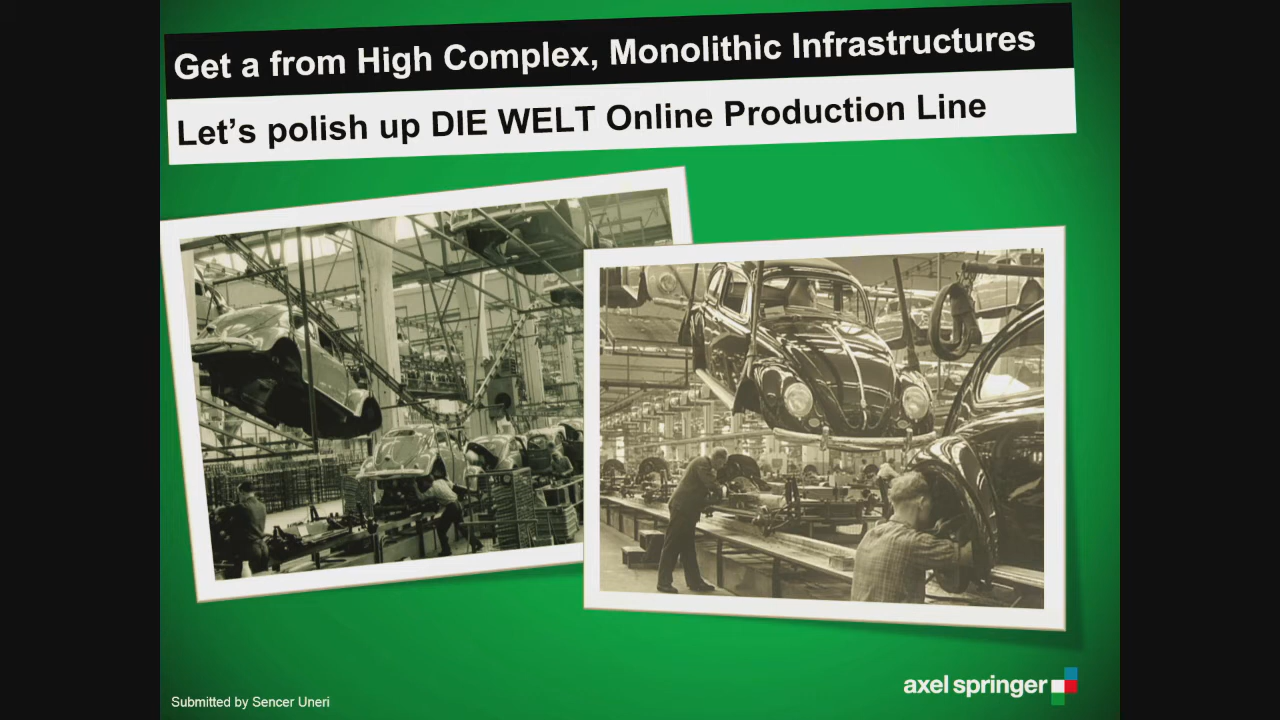 Get a from High Complex, Monolithic Infrastructures
Let's polish up DIE WELT Online Production Line
Submitted by Sencer Uneri
axel springer